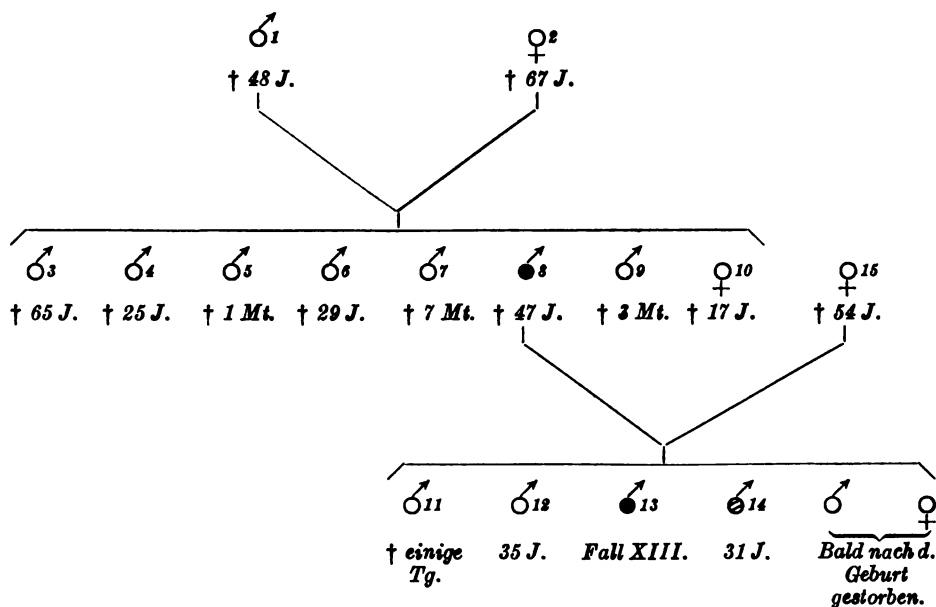 ♂1 ♀2
† 48 J. † 67 J.
♂3 ♂4 ♂5 ♂6 ♂7 ♂8 ♂9 ♀10 ♀15
† 65 J. † 25 J. † 1 Mt. † 29 J. † 7 Mt. † 47 J. † 3 Mt. † 17 J. † 54 J.
♂11 ♂12 ♂13 ♂14 ♂ ♀
† einige 35 J. Fall XIII. 31 J. Bald nach d.
Tg. Geburt
gestorben.